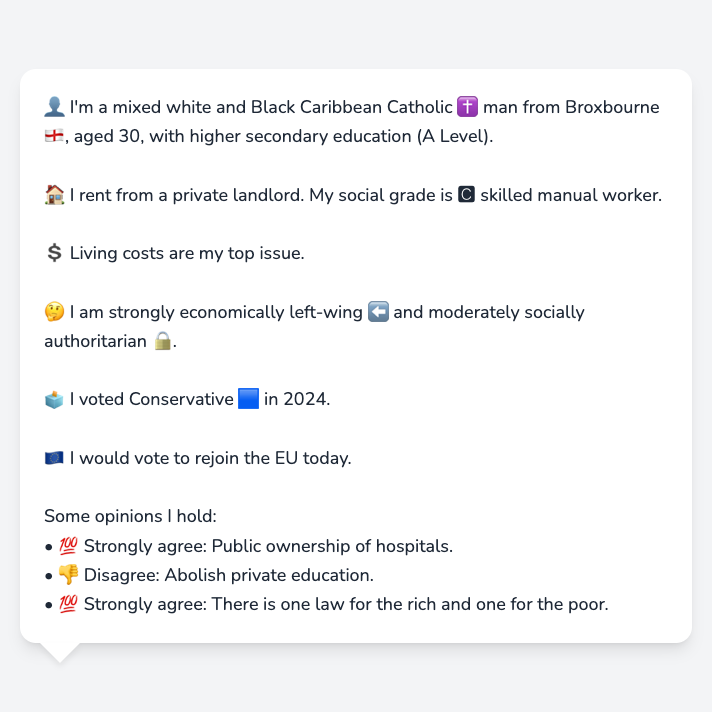 👤 I'm a mixed white and Black Caribbean Catholic ✝️ man from Broxbourne
🏴󠁧󠁢󠁥󠁮󠁧󠁿, aged 30, with higher secondary education (A Level).
🏠 I rent from a private landlord. My social grade is 🅲 skilled manual worker.
💲 Living costs are my top issue.
🤔 I am strongly economically left-wing ⬅️ and moderately socially
authoritarian 🔒.
🗳️ I voted Conservative 🟦 in 2024.
🇪🇺 I would vote to rejoin the EU today.
Some opinions I hold:
• 💯 Strongly agree: Public ownership of hospitals.
• 👎 Disagree: Abolish private education.
• 💯 Strongly agree: There is one law for the rich and one for the poor.